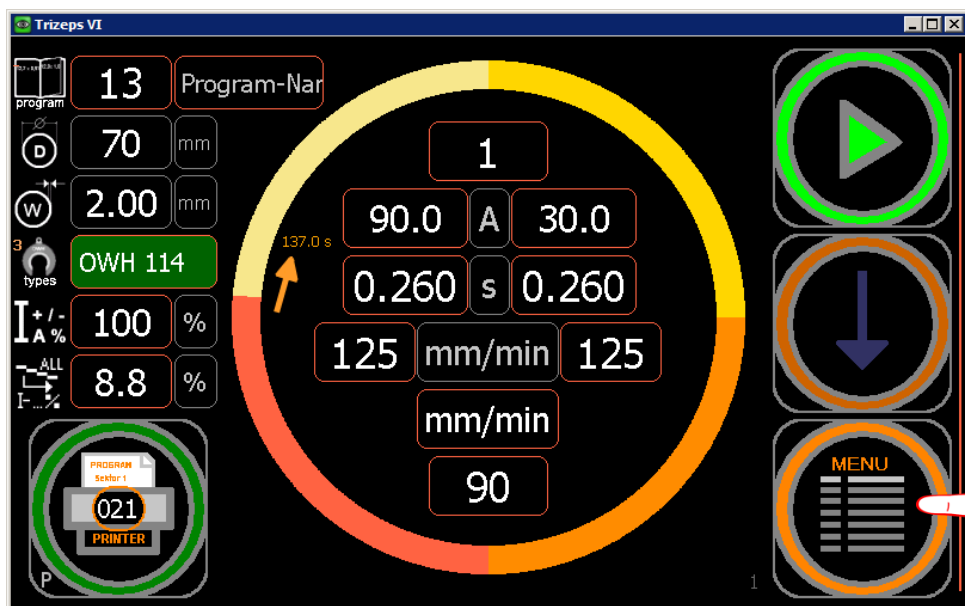 Trizeps VI
program
13
Program-Nar
D
70
mm
W
2.00
mm
3
types
OWH 114
I + / -
A %
100
%
ALL
I-...%
8.8
%
PROGRAM
Sektor 1
021
PRINTER
P
137.0 s
1
90.0
A
30.0
0.260
s
0.260
125
mm/min
125
mm/min
90
MENU
1